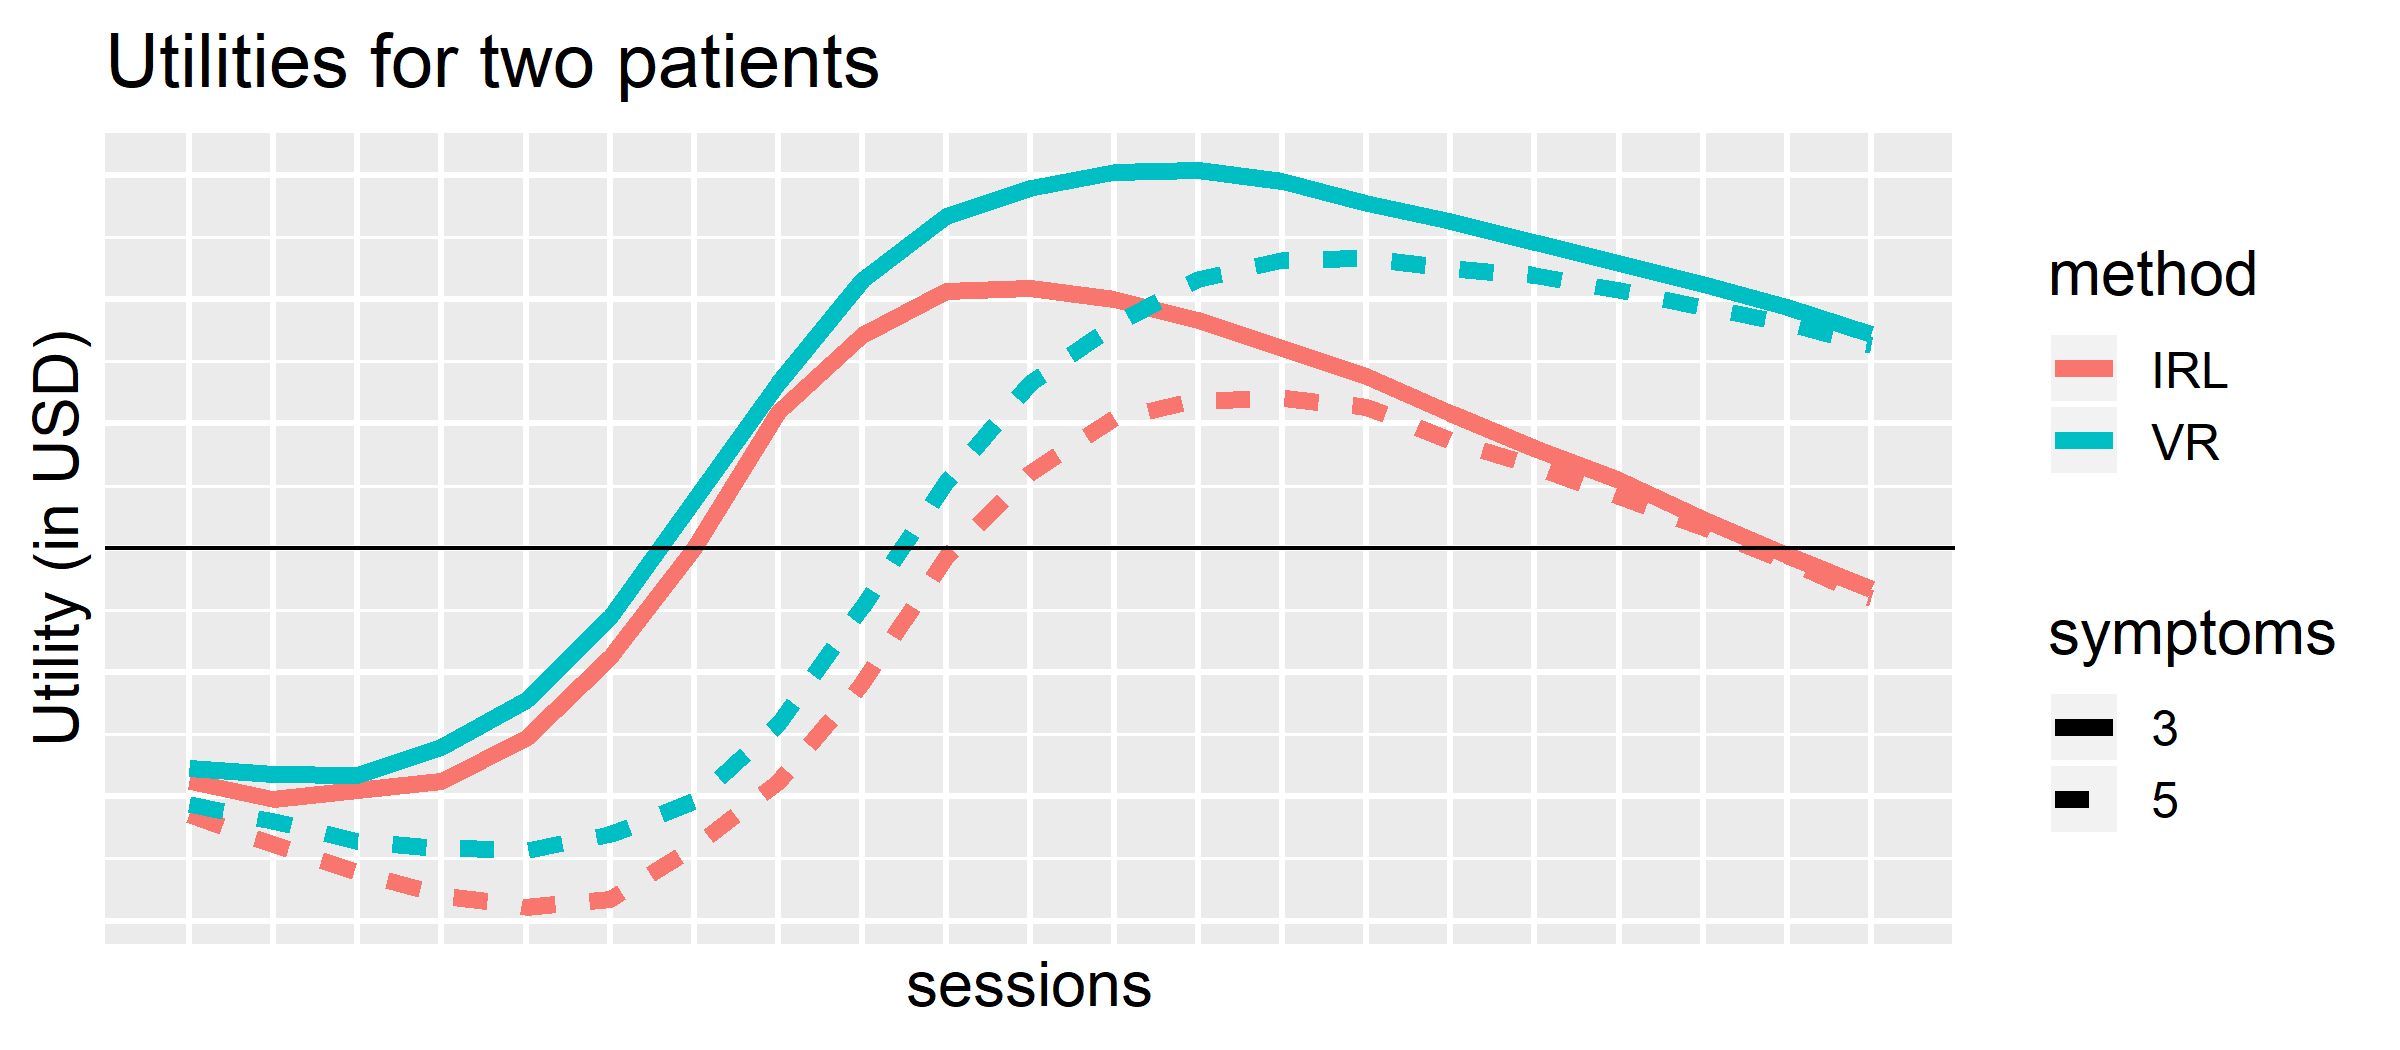 Utilities for two patients
Utility (in USD)
sessions
method
IRL
VR
symptoms
3
5